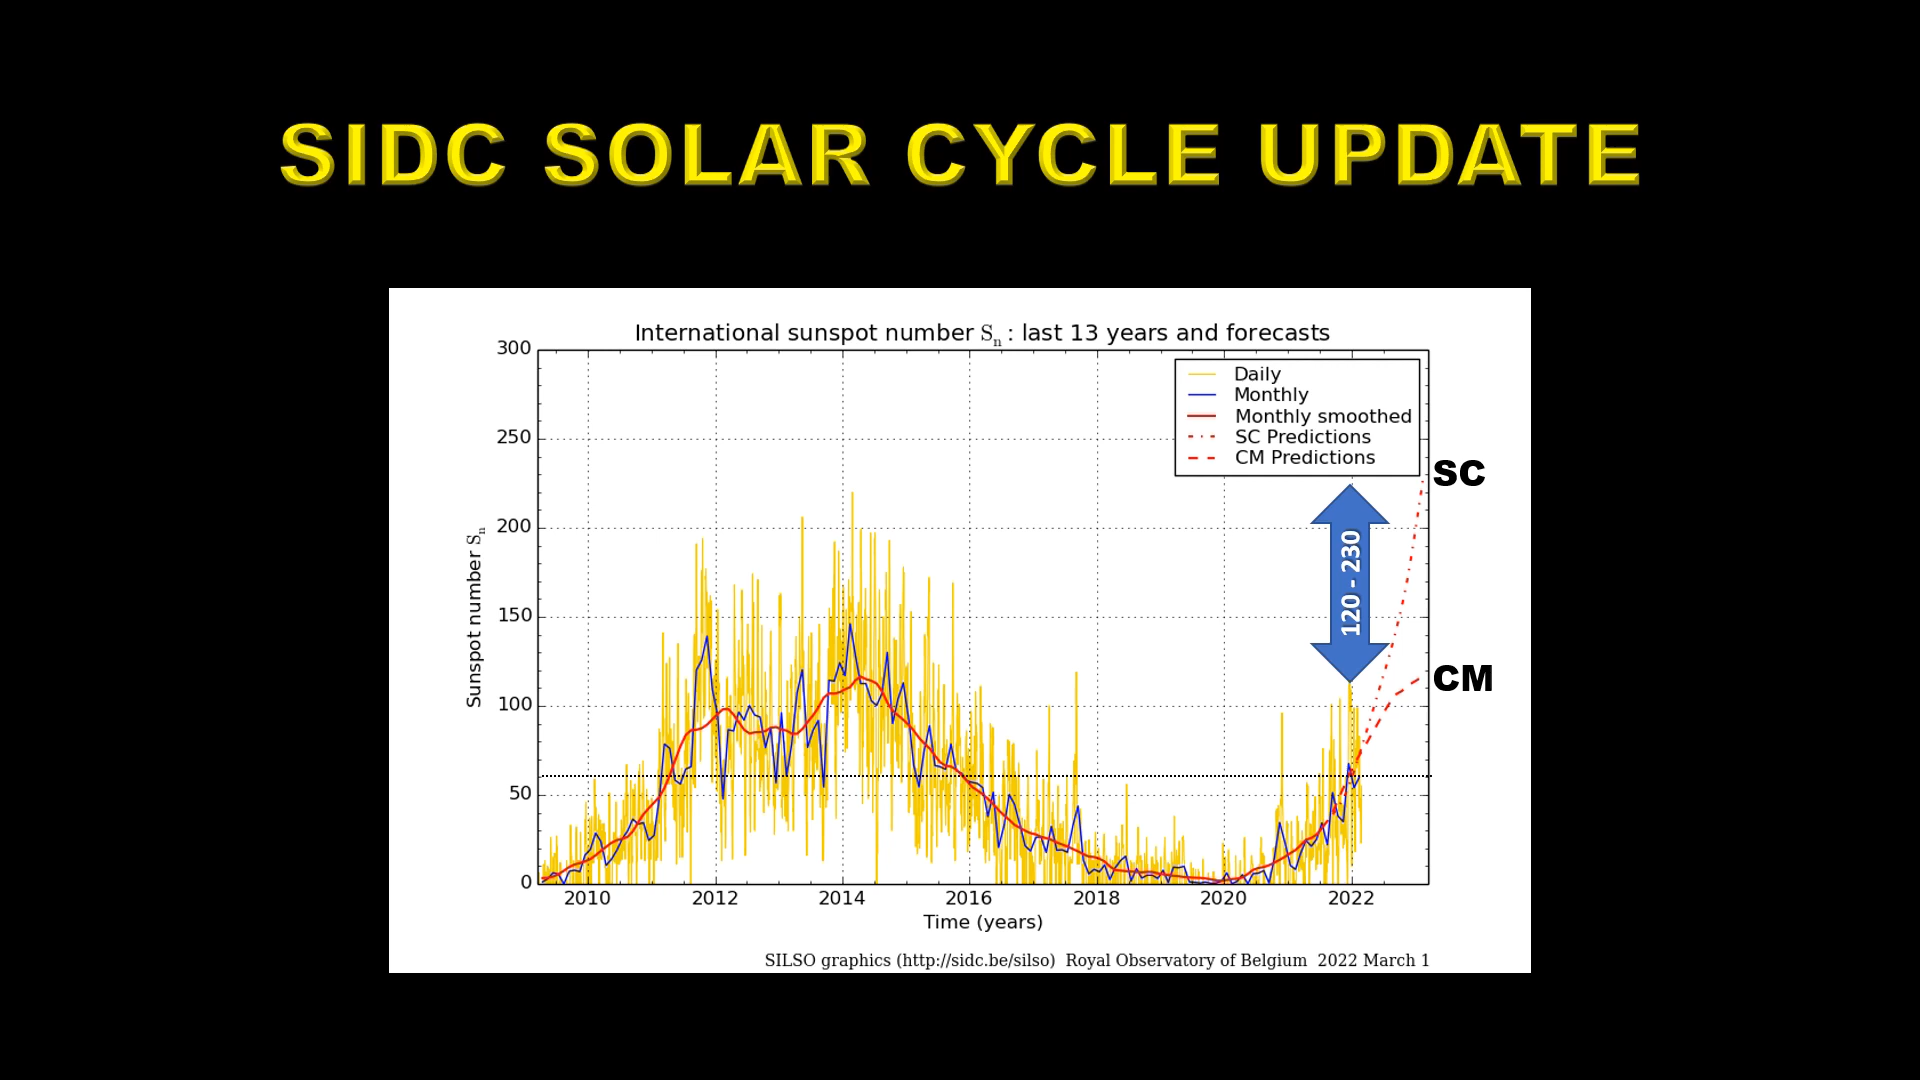 SIDC SOLAR CYCLE UPDATE
International sunspot number Sn : last 13 years and forecasts
300
250
200
150
100
50
0
Sunspot number Sn
Daily
Monthly
Monthly smoothed
SC Predictions
CM Predictions
SC
120 - 230
CM
2010 2012 2014 2016 2018 2020 2022
Time (years)
SILSO graphics (http://sidc.be/silso) Royal Observatory of Belgium 2022 March 1